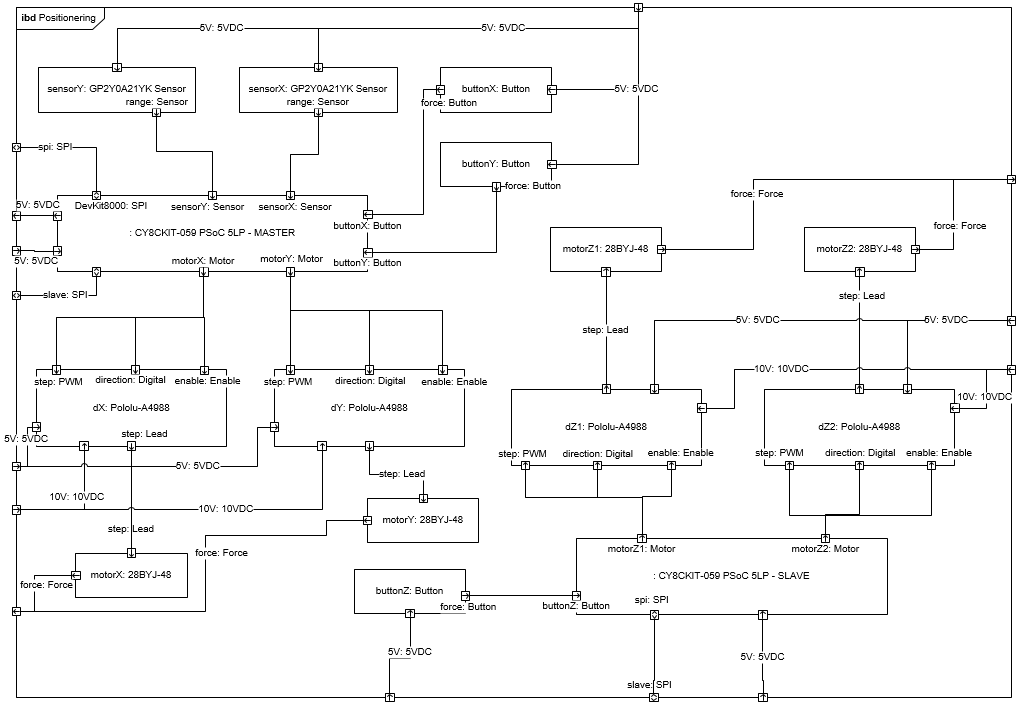 ibd Positionering
5V: 5VDC
5V: 5VDC
sensorY: GP2Y0A21YK Sensor
range: Sensor
sensorX: GP2Y0A21YK Sensor
range: Sensor
buttonX: Button
force: Button
5V: 5VDC
spi: SPI
buttonY: Button
force: Button
5V: 5VDC
DevKit8000: SPI
sensorY: Sensor
sensorX: Sensor
buttonX: Button
: CY8CKIT-059 PSoC 5LP - MASTER
5V: 5VDC
motorX: Motor
motorY: Motor
buttonY: Button
slave: SPI
force: Force
force: Force
motorZ1: 28BYJ-48
motorZ2: 28BYJ-48
step: Lead
step: Lead
5V: 5VDC
5V: 5VDC
10V: 10VDC
10V: 10VDC
step: PWM
direction: Digital
enable: Enable
dX: Pololu-A4988
step: Lead
step: PWM
direction: Digital
enable: Enable
dY: Pololu-A4988
5V: 5VDC
5V: 5VDC
step: Lead
10V: 10VDC
10V: 10VDC
dZ1: Pololu-A4988
step: PWM
direction: Digital
enable: Enable
dZ2: Pololu-A4988
step: PWM
direction: Digital
enable: Enable
motorY: 28BYJ-48
step: Lead
force: Force
motorX: 28BYJ-48
force: Force
motorZ1: Motor
motorZ2: Motor
: CY8CKIT-059 PSoC 5LP - SLAVE
buttonZ: Button
force: Button
buttonZ: Button
spi: SPI
5V: 5VDC
5V: 5VDC
slave: SPI